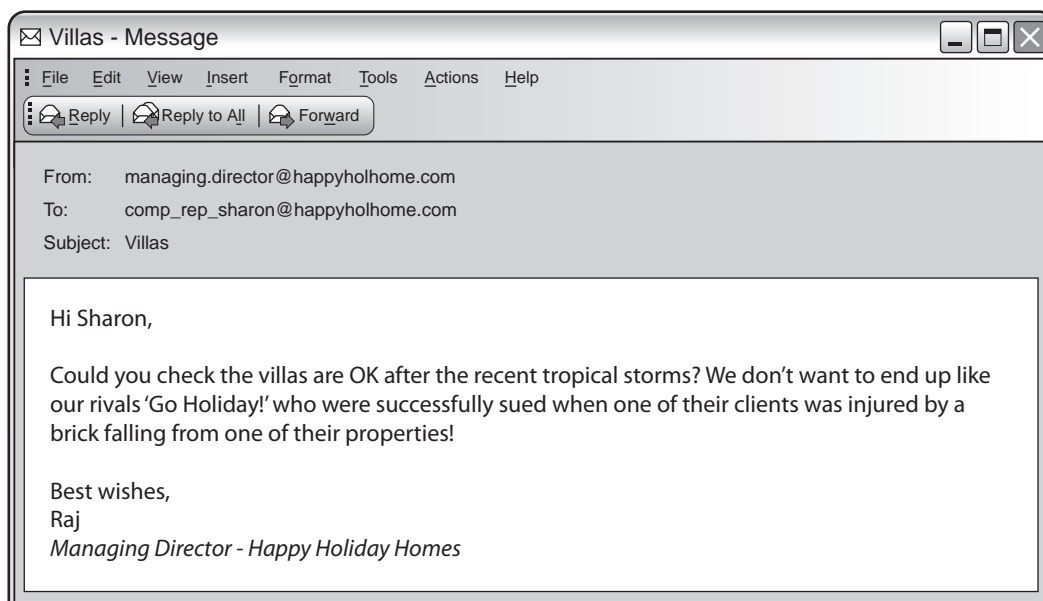 Villas - Message
File Edit View Insert Format Tools Actions Help
Reply Reply to All Forward
From: managing.director@happyholhome.com
To: comp_rep_sharon@happyholhome.com
Subject: Villas
Hi Sharon,
Could you check the villas are OK after the recent tropical storms? We don’t want to end up like
our rivals ‘Go Holiday!’ who were successfully sued when one of their clients was injured by a
brick falling from one of their properties!
Best wishes,
Raj
Managing Director - Happy Holiday Homes